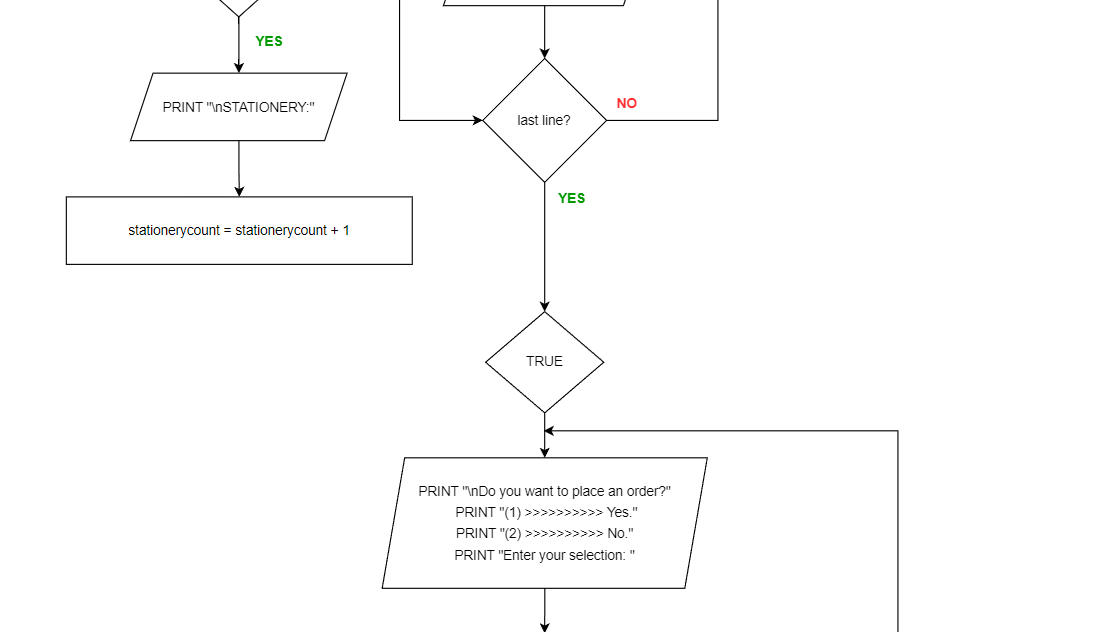 YES
PRINT "\nSTATIONERY:"
stationerycount = stationerycount + 1
last line?
NO
YES
TRUE
PRINT "\nDo you want to place an order?"
PRINT "(1) >>>>>>>>>> Yes."
PRINT "(2) >>>>>>>>>> No."
PRINT "Enter your selection: "